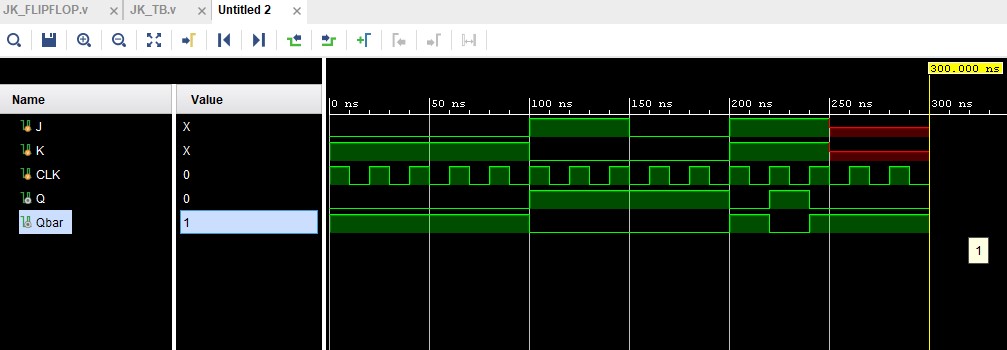 JK_FLIPFLOP.v × JK_TB.v × Untitled 2 ×
300.000 ns
Name Value
0 ns 50 ns 100 ns 150 ns 200 ns 250 ns 300 ns
J X
K X
CLK 0
Q 0
Qbar 1
1